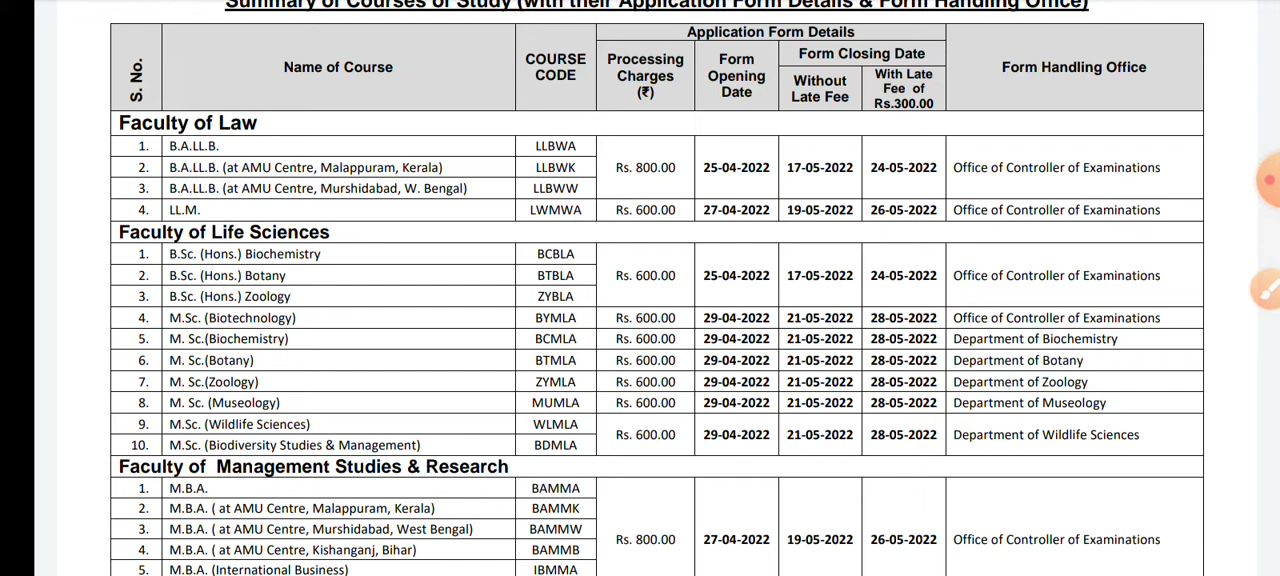 Summary of Courses of Study (with their Application Form Details & Form Handling Office)
S. No. Name of Course COURSE CODE Application Form Details Form Handling Office
Processing Charges (₹) Form Opening Date Form Closing Date
Without Late Fee With Late Fee of Rs.300.00
Faculty of Law
1. B.A.LL.B. LLBWA
2. B.A.LL.B. (at AMU Centre, Malappuram, Kerala) LLBWK Rs. 800.00 25-04-2022 17-05-2022 24-05-2022 Office of Controller of Examinations
3. B.A.LL.B. (at AMU Centre, Murshidabad, W. Bengal) LLBWW
4. LL.M. LWMWA Rs. 600.00 27-04-2022 19-05-2022 26-05-2022 Office of Controller of Examinations
Faculty of Life Sciences
1. B.Sc. (Hons.) Biochemistry BCBLA
2. B.Sc. (Hons.) Botany BTBLA Rs. 600.00 25-04-2022 17-05-2022 24-05-2022 Office of Controller of Examinations
3. B.Sc. (Hons.) Zoology ZYBLA
4. M.Sc. (Biotechnology) BYMLA Rs. 600.00 29-04-2022 21-05-2022 28-05-2022 Office of Controller of Examinations
5. M. Sc.(Biochemistry) BCMLA Rs. 600.00 29-04-2022 21-05-2022 28-05-2022 Department of Biochemistry
6. M. Sc.(Botany) BTMLA Rs. 600.00 29-04-2022 21-05-2022 28-05-2022 Department of Botany
7. M. Sc.(Zoology) ZYMLA Rs. 600.00 29-04-2022 21-05-2022 28-05-2022 Department of Zoology
8. M. Sc. (Museology) MUMLA Rs. 600.00 29-04-2022 21-05-2022 28-05-2022 Department of Museology
9. M.Sc. (Wildlife Sciences) WLMLA Rs. 600.00 29-04-2022 21-05-2022 28-05-2022 Department of Wildlife Sciences
10. M.Sc. (Biodiversity Studies & Management) BDMLA
Faculty of Management Studies & Research
1. M.B.A. BAMMA
2. M.B.A. ( at AMU Centre, Malappuram, Kerala) BAMMK
3. M.B.A. ( at AMU Centre, Murshidabad, West Bengal) BAMMW Rs. 800.00 27-04-2022 19-05-2022 26-05-2022 Office of Controller of Examinations
4. M.B.A. ( at AMU Centre, Kishanganj, Bihar) BAMMB
5. M.B.A. (International Business) IBMMA